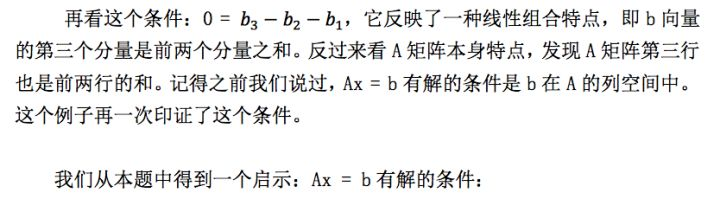 再看这个条件：0 = b₃ − b₂ − b₁，它反映了一种线性组合特点，即 b 向量
的第三个分量是前两个分量之和。反过来看 A 矩阵本身特点，发现 A 矩阵第三行
也是前两行的和。记得之前我们说过，Ax = b 有解的条件是 b 在 A 的列空间中。
这个例子再一次印证了这个条件。
我们从本题中得到一个启示：Ax = b 有解的条件：